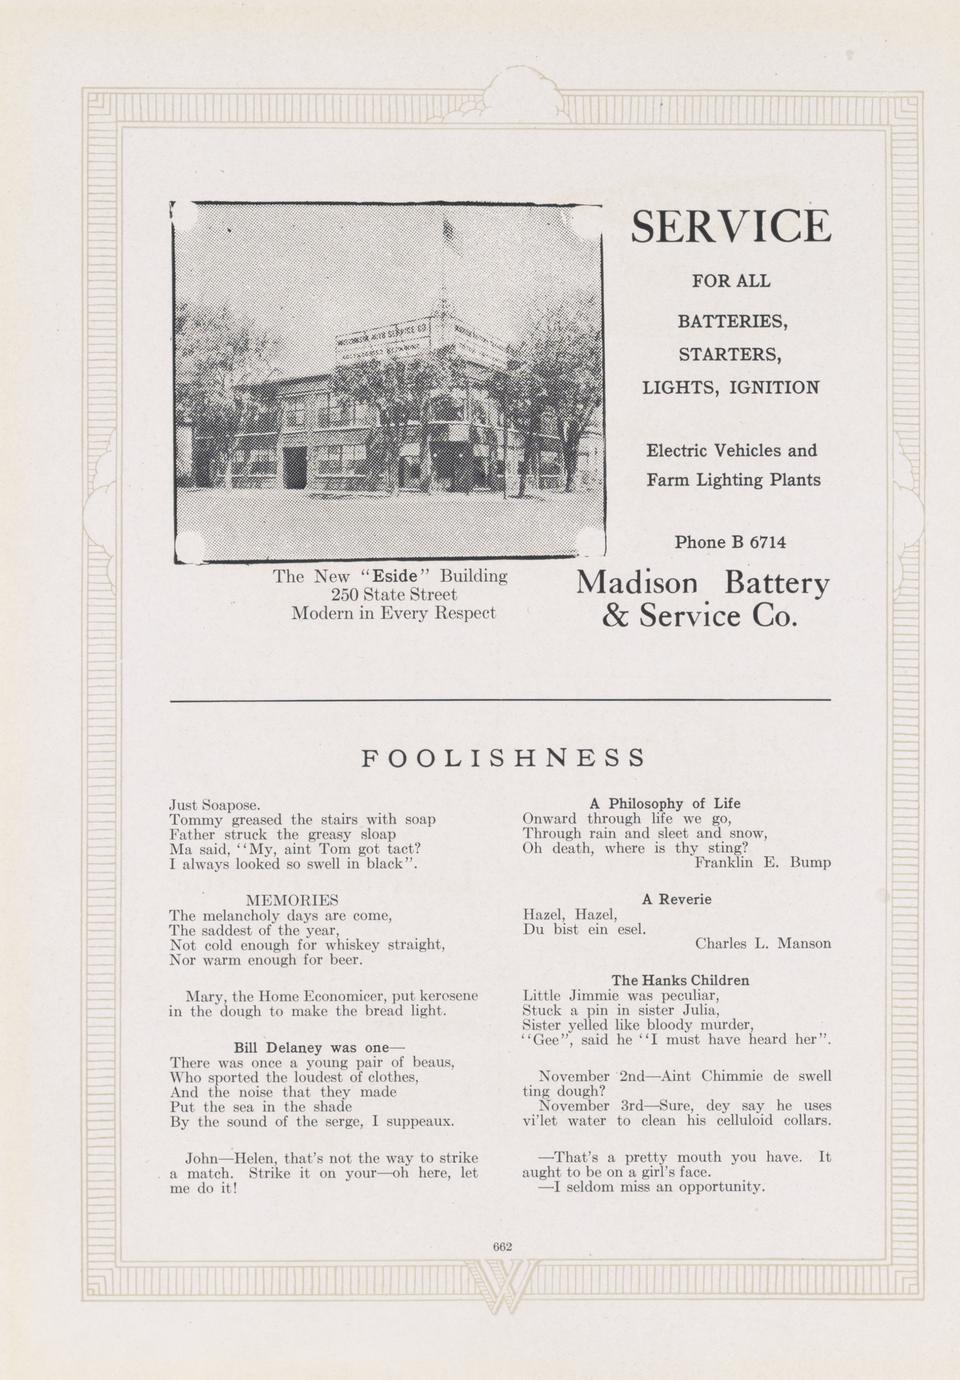 WISCONSIN AUTO SERVICE CO.
SERVICE
FOR ALL
BATTERIES,
STARTERS,
LIGHTS, IGNITION
Electric Vehicles and
Farm Lighting Plants
Phone B 6714
Madison Battery
& Service Co.
The New "Eside" Building
250 State Street
Modern in Every Respect
FOOLISHNESS
Just Soapose.
Tommy greased the stairs with soap
Father struck the greasy sloap
Ma said, "My, aint Tom got tact?
I always looked so swell in black".
MEMORIES
The melancholy days are come,
The saddest of the year,
Not cold enough for whiskey straight,
Nor warm enough for beer.
Mary, the Home Economicer, put kerosene
in the dough to make the bread light.
Bill Delaney was one—
There was once a young pair of beaus,
Who sported the loudest of clothes,
And the noise that they made
Put the sea in the shade
By the sound of the serge, I suppeaux.
John—Helen, that's not the way to strike
a match. Strike it on your—oh here, let
me do it!
A Philosophy of Life
Onward through life we go,
Through rain and sleet and snow,
Oh death, where is thy sting?
Franklin E. Bump
A Reverie
Hazel, Hazel,
Du bist ein esel.
Charles L. Manson
The Hanks Children
Little Jimmie was peculiar,
Stuck a pin in sister Julia,
Sister yelled like bloody murder,
"Gee", said he "I must have heard her".
November 2nd—Aint Chimmie de swell
ting dough?
November 3rd—Sure, dey say he uses
vi'let water to clean his celluloid collars.
—That's a pretty mouth you have. It
aught to be on a girl's face.
—I seldom miss an opportunity.
662